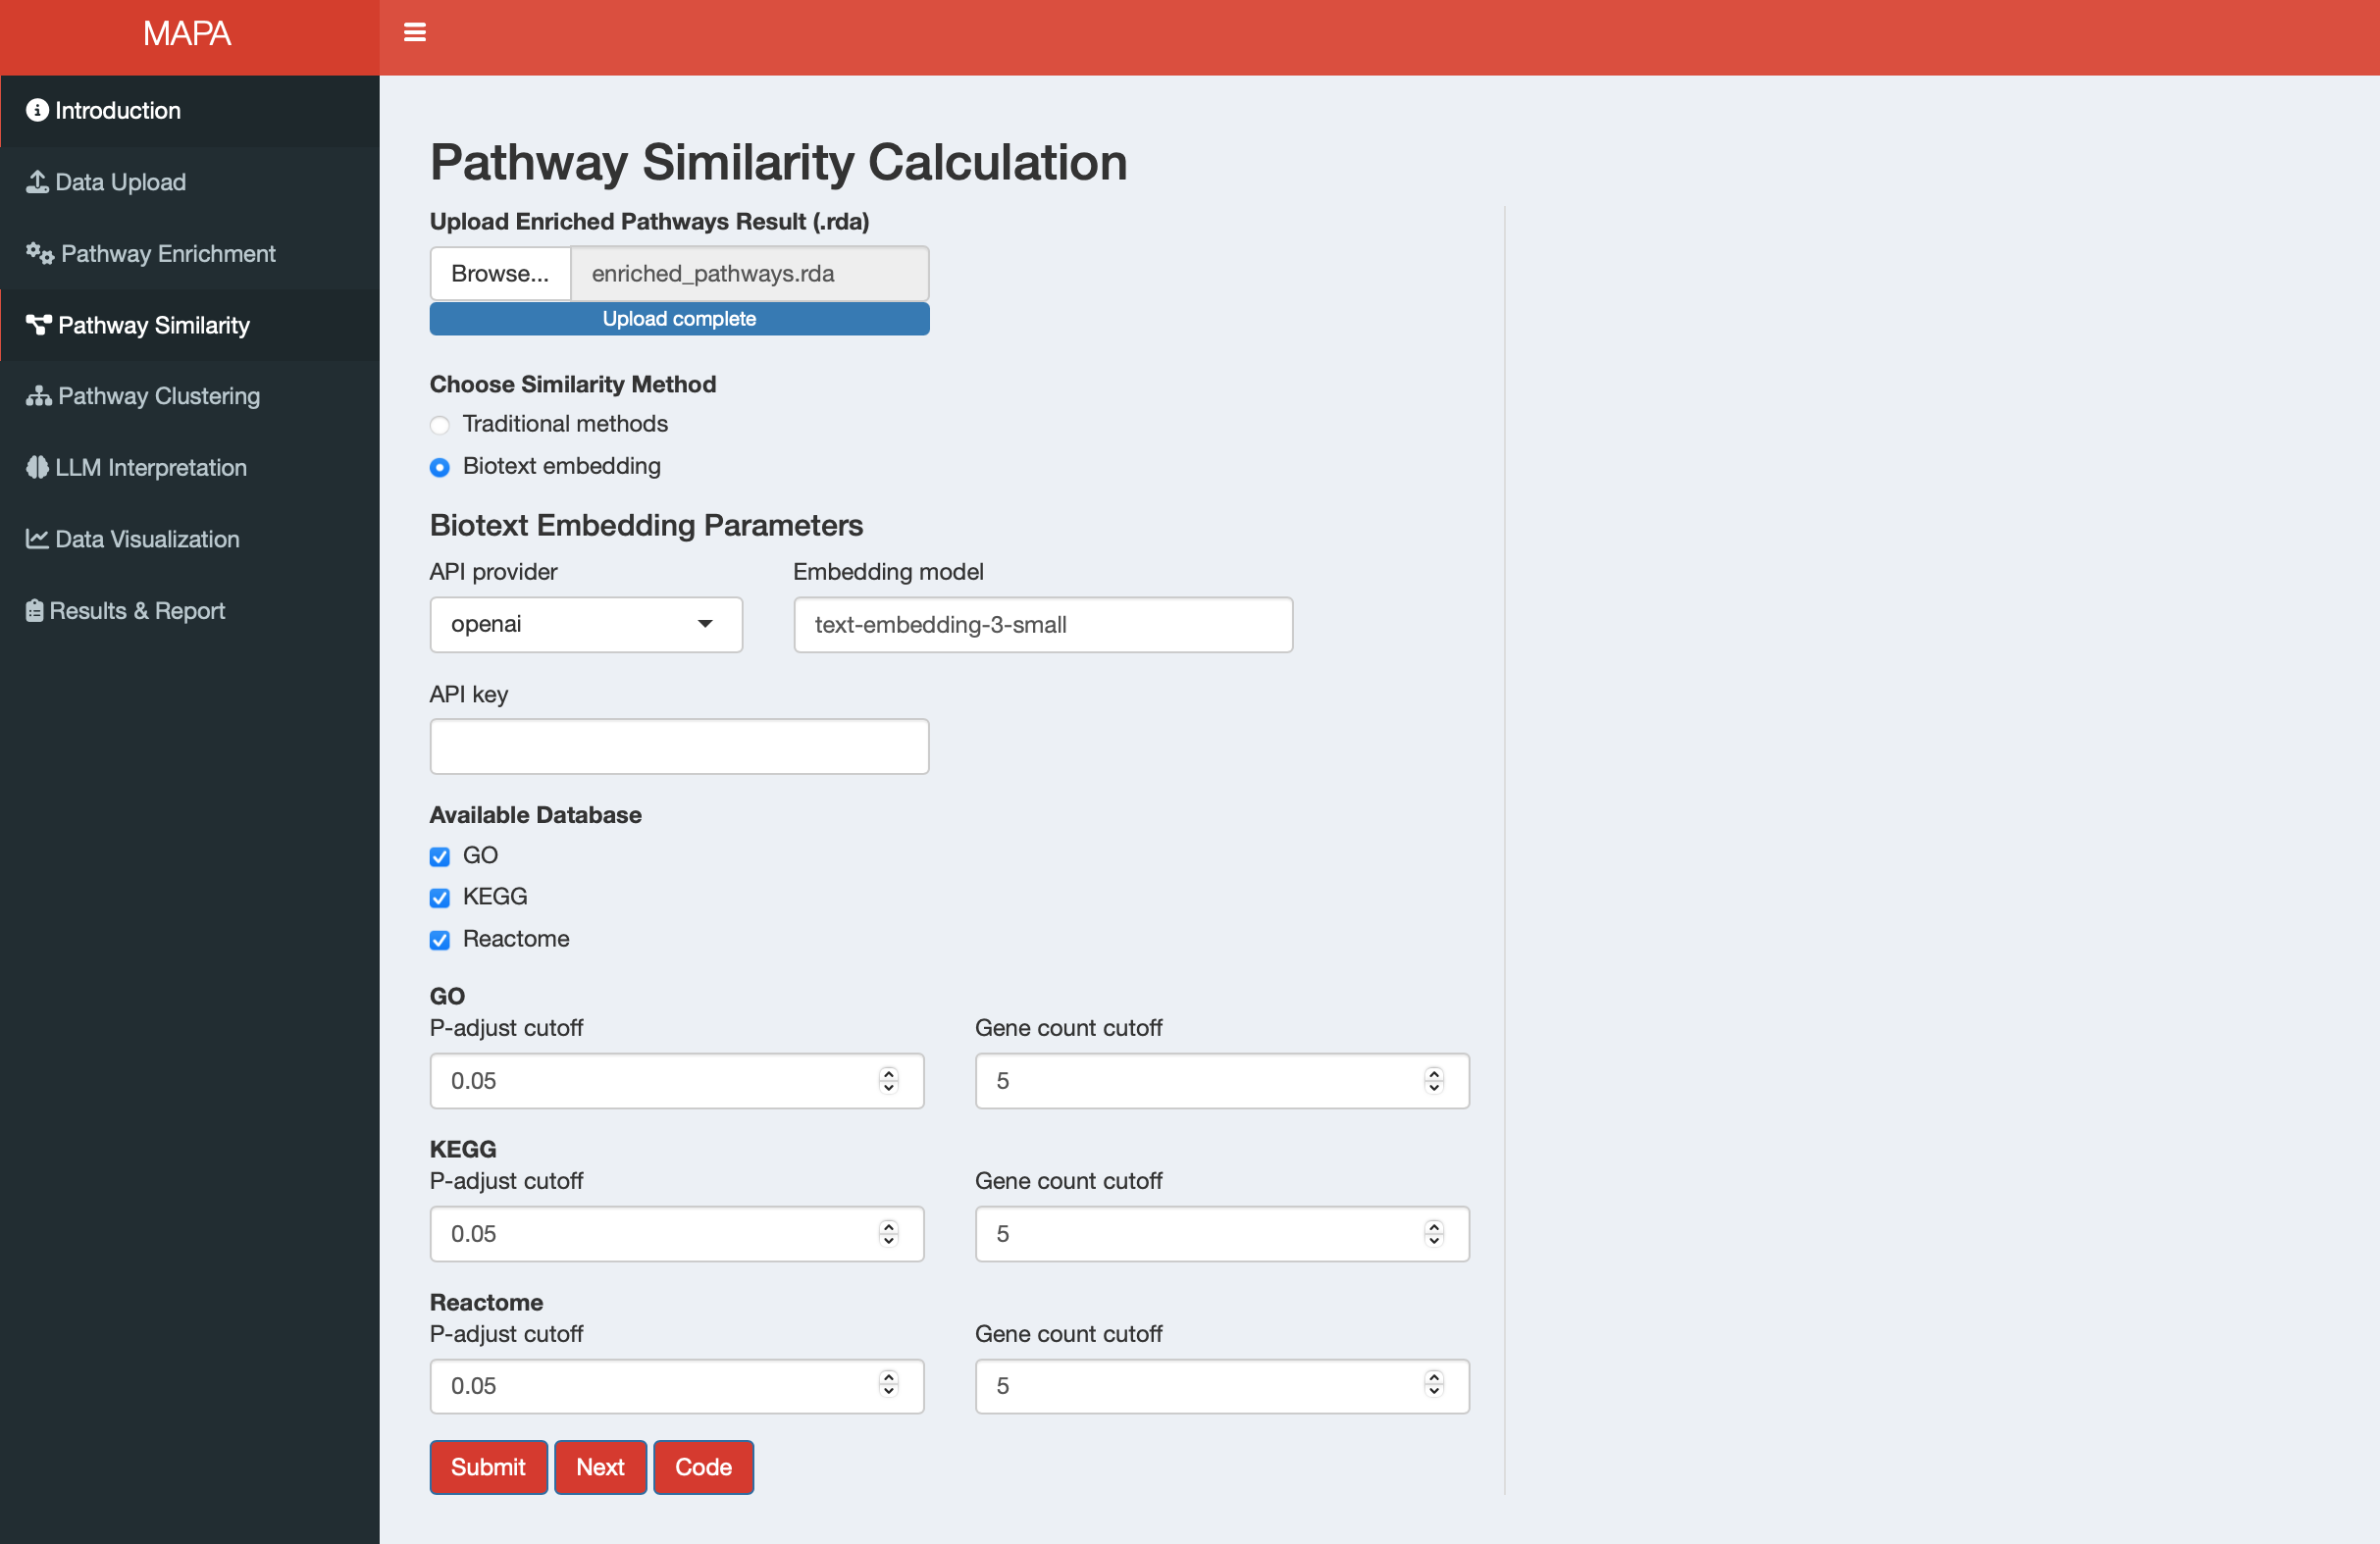 MAPA
Introduction
Data Upload
Pathway Enrichment
Pathway Similarity
Pathway Clustering
LLM Interpretation
Data Visualization
Results & Report
Pathway Similarity Calculation
Upload Enriched Pathways Result (.rda)
Browse... enriched_pathways.rda
Upload complete
Choose Similarity Method
Traditional methods
Biotext embedding
Biotext Embedding Parameters
API provider Embedding model
openai text-embedding-3-small
API key
Available Database
GO
KEGG
Reactome
GO
P-adjust cutoff Gene count cutoff
0.05 5
KEGG
P-adjust cutoff Gene count cutoff
0.05 5
Reactome
P-adjust cutoff Gene count cutoff
0.05 5
Submit Next Code